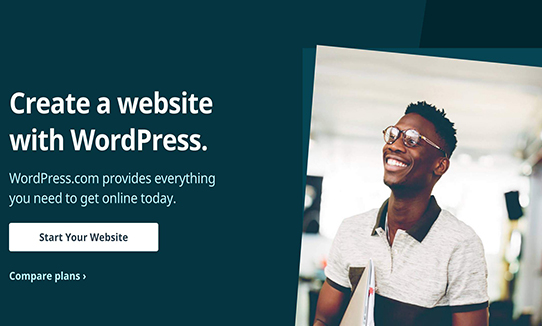 Create a website
with WordPress.
WordPress.com provides everything
you need to get online today.
Start Your Website
Compare plans ›